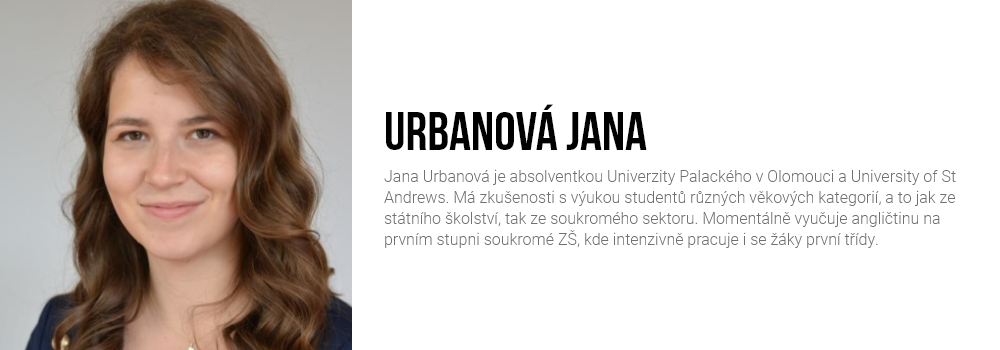 URBANOVÁ JANA
Jana Urbanová je absolventkou Univerzity Palackého v Olomouci a University of St
Andrews. Má zkušenosti s výukou studentů různých věkových kategorií, a to jak ze
státního školství, tak ze soukromého sektoru. Momentálně vyučuje angličtinu na
prvním stupni soukromé ZŠ, kde intenzivně pracuje i se žáky první třídy.